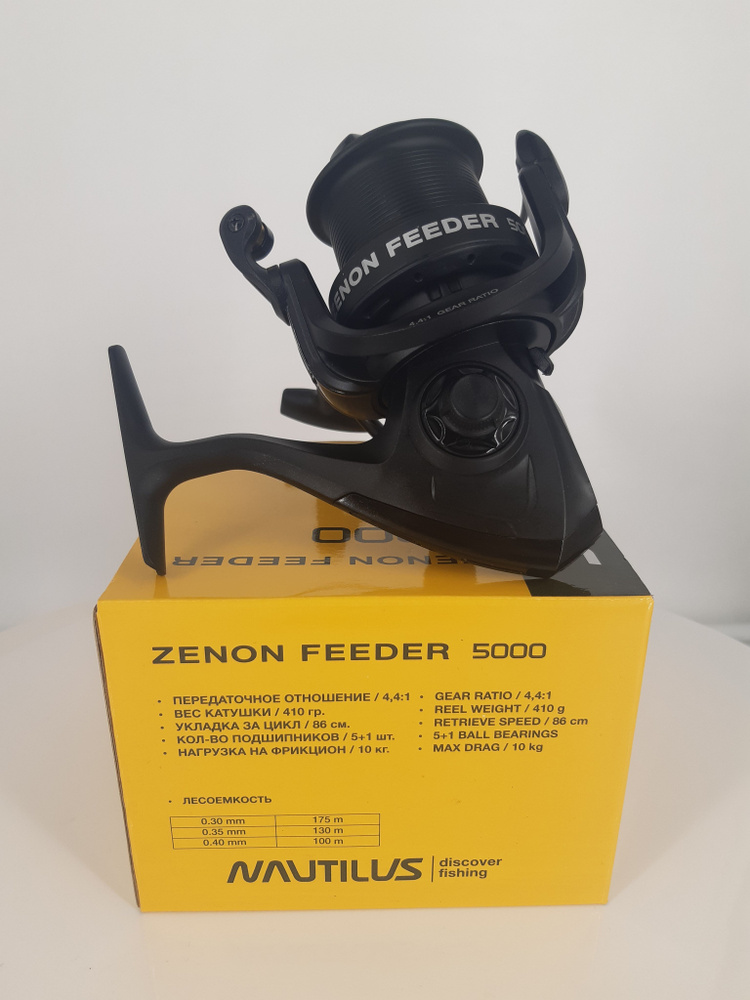 ZENON FEEDER
4.4:1 GEAR RATIO
5000
ZENON FEEDER
ZENON FEEDER 5000
• ПЕРЕДАТОЧНОЕ ОТНОШЕНИЕ / 4,4:1
• ВЕС КАТУШКИ / 410 гр.
• УКЛАДКА ЗА ЦИКЛ / 86 см.
• КОЛ-ВО ПОДШИПНИКОВ / 5+1 шт.
• НАГРУЗКА НА ФРИКЦИОН / 10 кг.
• GEAR RATIO / 4,4:1
• REEL WEIGHT / 410 g
• RETRIEVE SPEED / 86 cm
• 5+1 BALL BEARINGS
• MAX DRAG / 10 kg
• ЛЕСОЕМКОСТЬ
0.30 mm 175 m
0.35 mm 130 m
0.40 mm 100 m
NAUTILUS discover
fishing